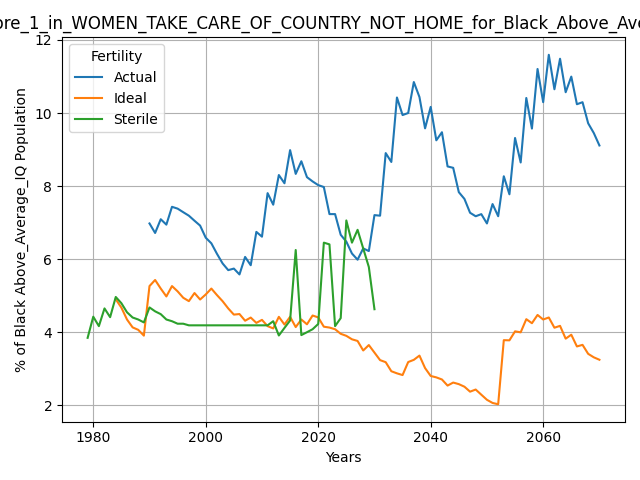 ore_1_in_WOMEN_TAKE_CARE_OF_COUNTRY_NOT_HOME_for_Black_Above_Ave
12
10
8
6
4
2
% of Black Above_Average_IQ Population
Fertility
Actual
Ideal
Sterile
1980 2000 2020 2040 2060
Years